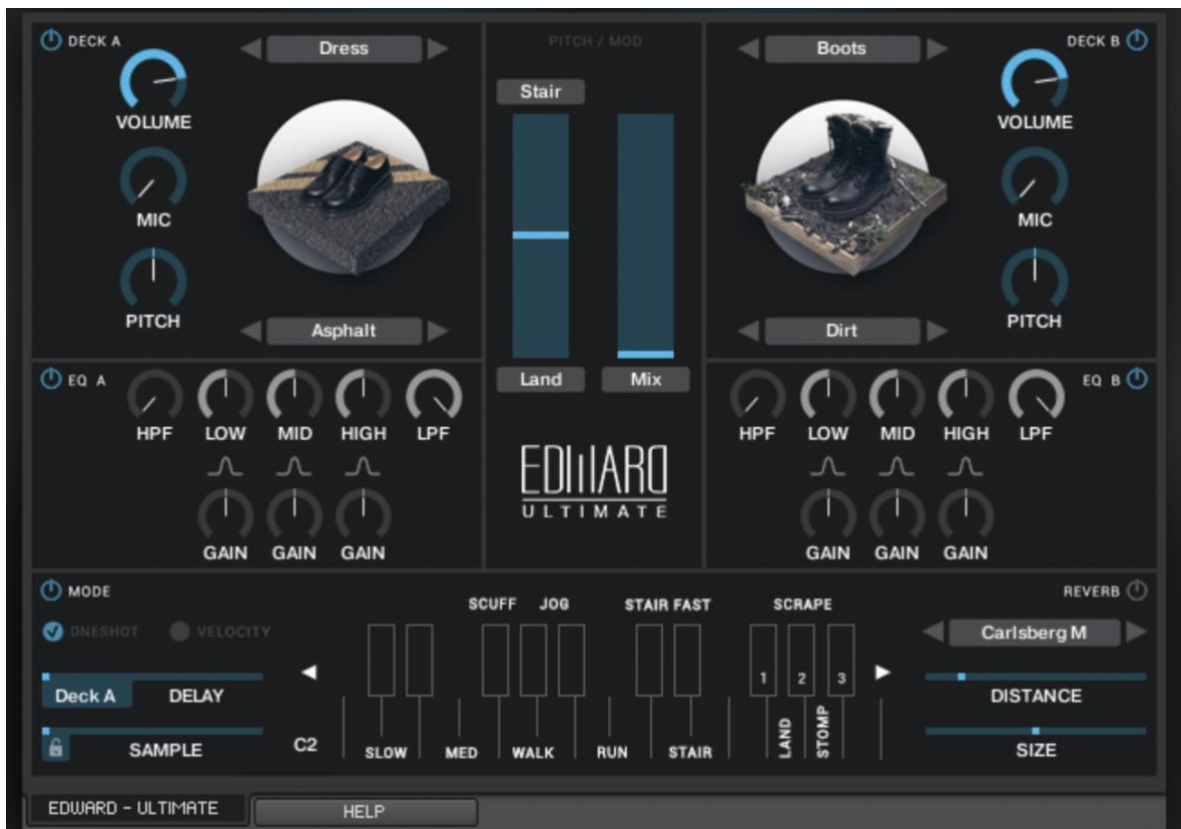 DECK A
Dress
PITCH / MOD
Boots
DECK B
VOLUME
Stair
VOLUME
MIC
MIC
PITCH
PITCH
Asphalt
Dirt
Land
Mix
EQ A
EQ B
HPF LOW MID HIGH LPF
HPF LOW MID HIGH LPF
EDWARD
ULTIMATE
GAIN GAIN GAIN
GAIN GAIN GAIN
MODE
SCUFF JOG STAIR FAST SCRAPE
REVERB
ONESHOT VELOCITY
Carlsberg M
1 2 3
Deck A DELAY
DISTANCE
LAND
STOMP
SAMPLE
C2
SLOW MED WALK RUN STAIR
SIZE
EDWARD - ULTIMATE
HELP